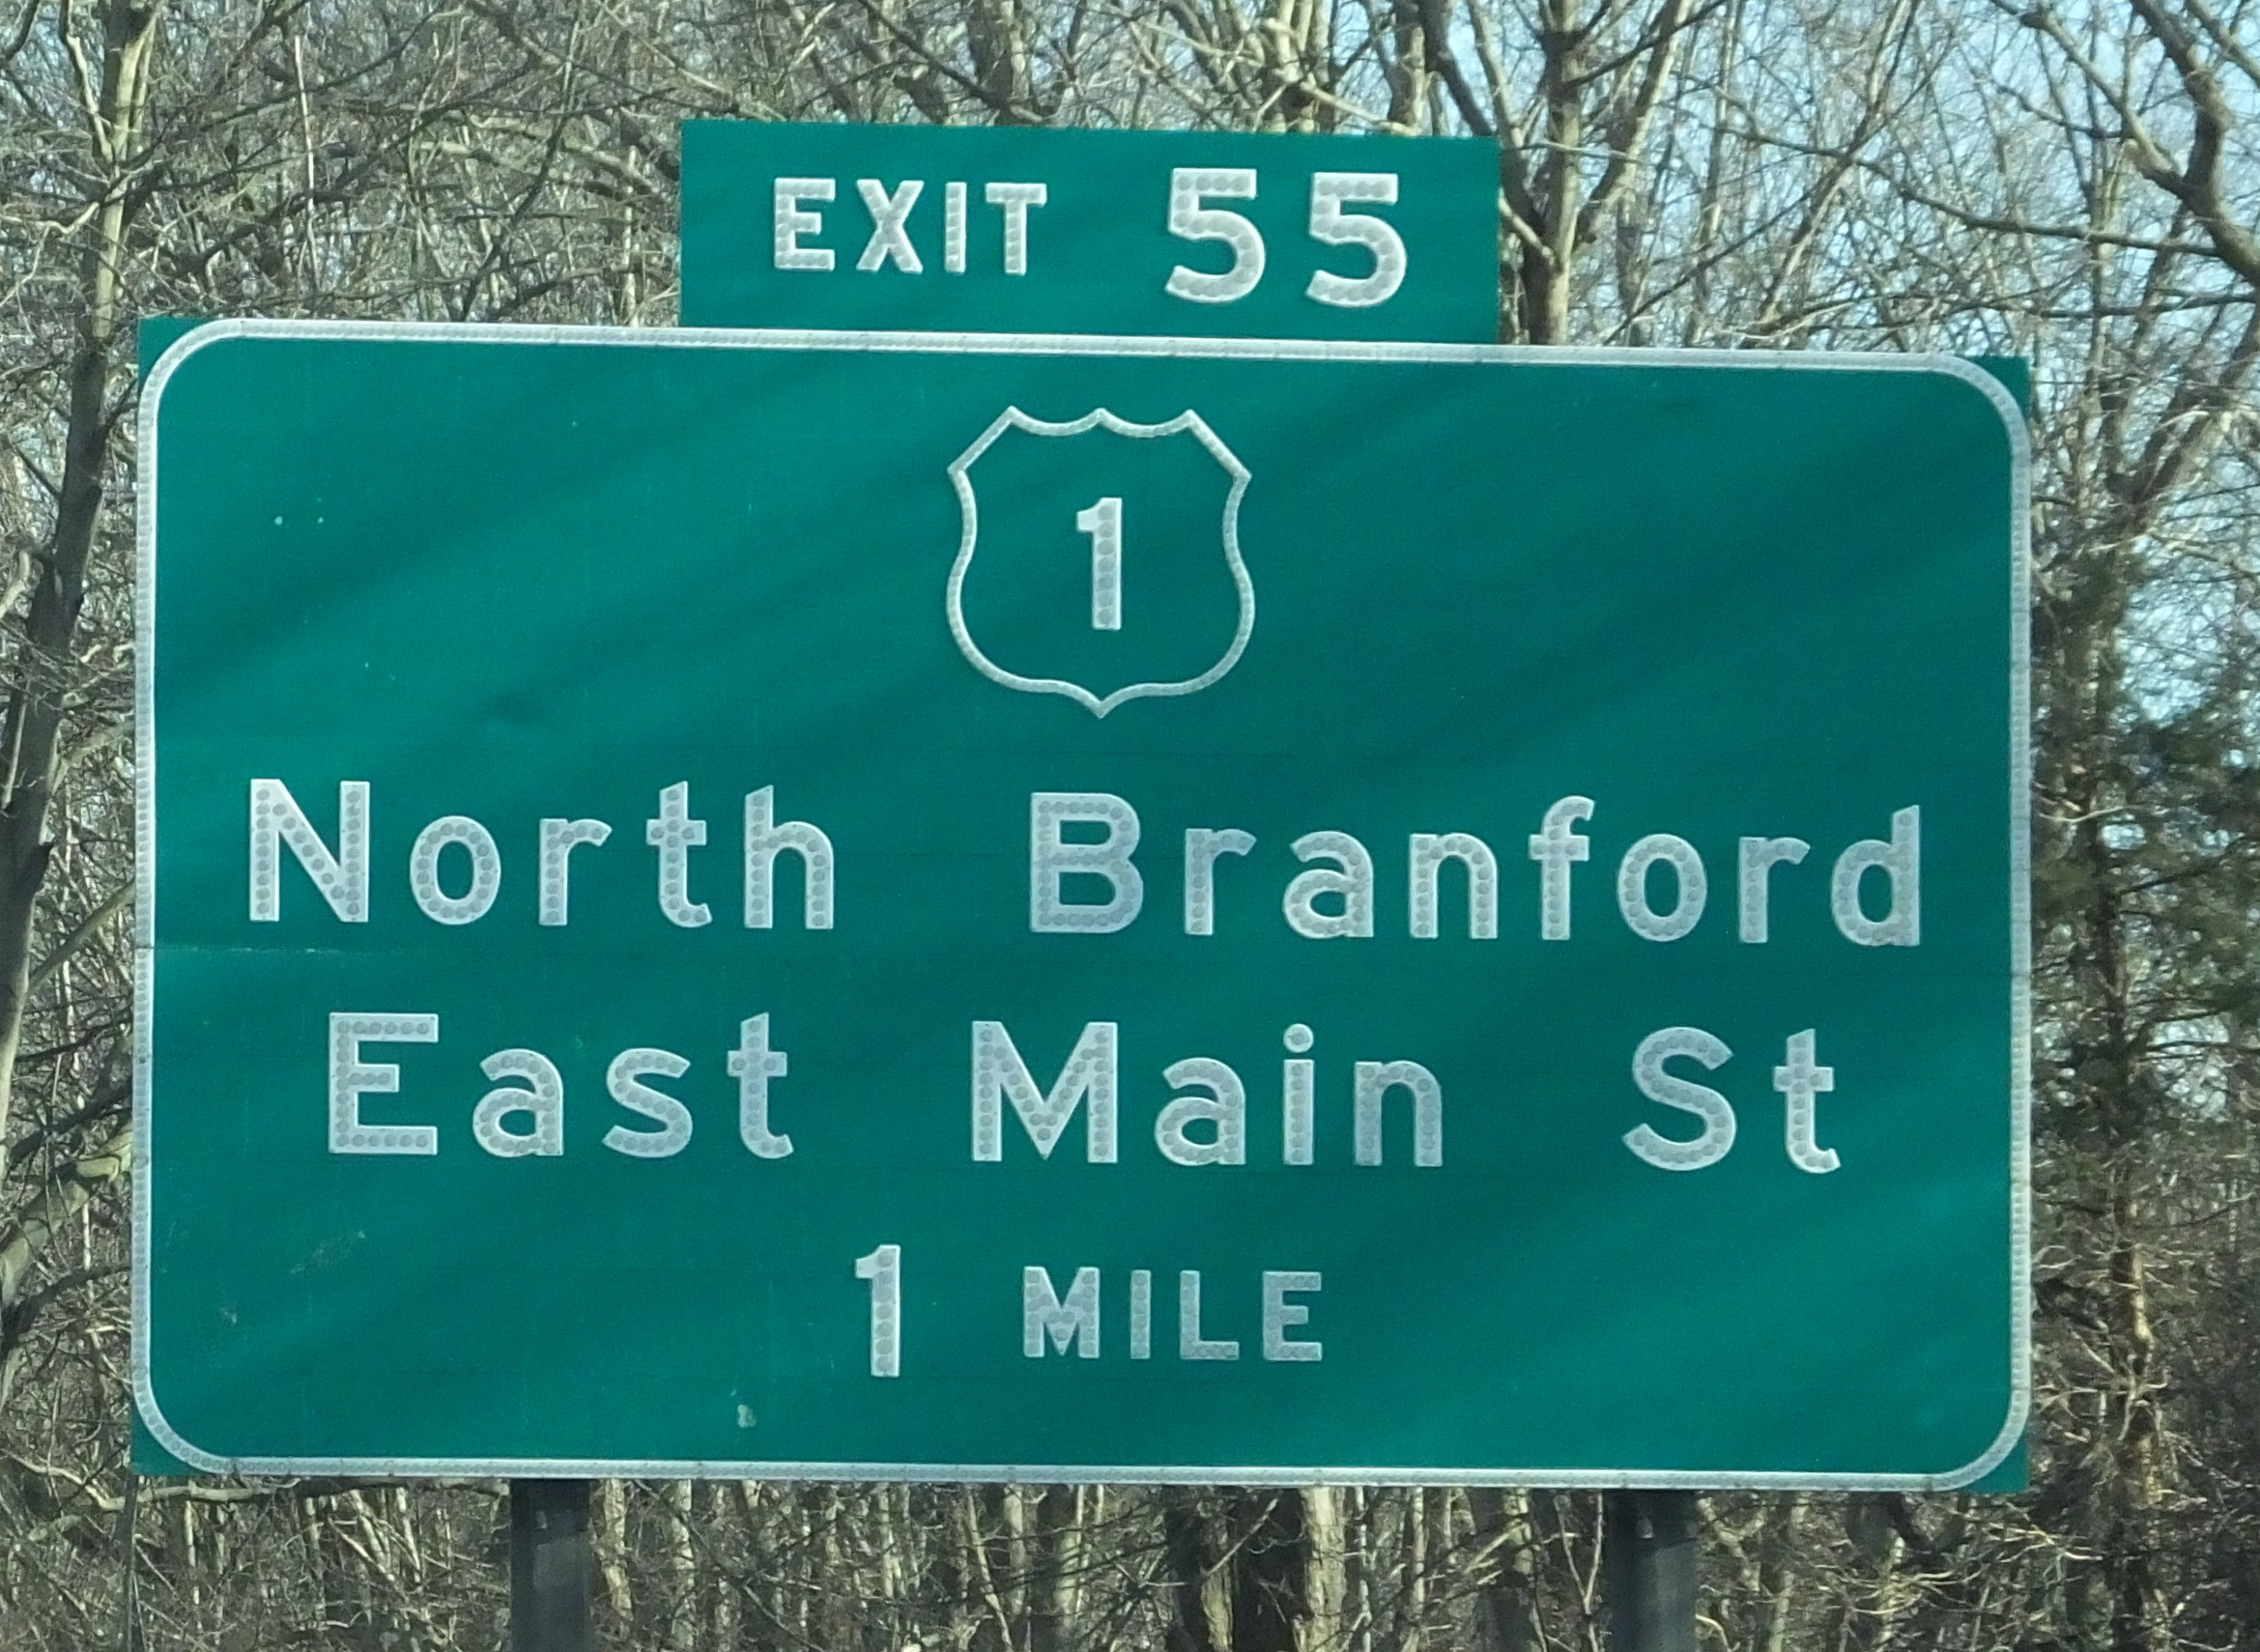 EXIT 55
1
North Branford
East Main St
1 MILE